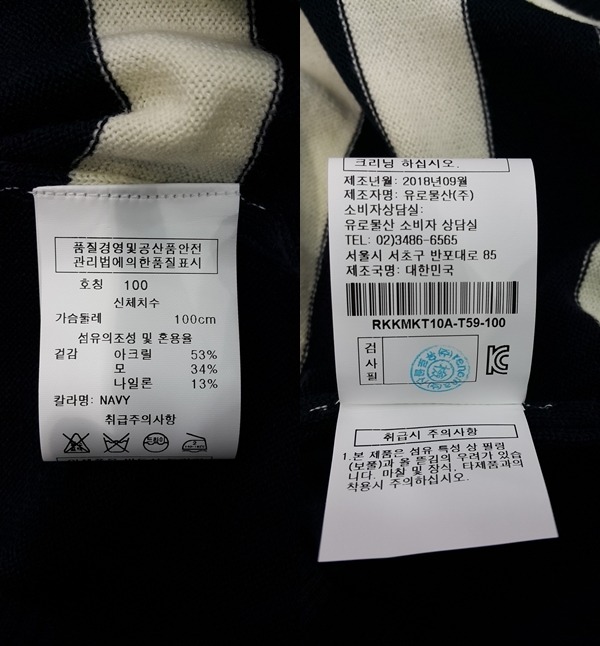 품질경영및공산품안전
관리법에의한품질표시
호칭 100
신체치수
가슴둘레 100cm
섬유의조성 및 혼용율
겉감 아크릴 53%
모 34%
나일론 13%
칼라명: NAVY
취급주의사항
크리닝 하십시오.
제조년월: 2018년09월
제조자명: 유로물산(주)
소비자상담실:
유로물산 소비자 상담실
TEL: 02)3486-6565
서울시 서초구 반포대로 85
제조국명: 대한민국
RKKMKT10A-T59-100
검
사
필
취급시 주의사항
1.본 제품은 섬유 특성 상 필링
(보풀)과 올 뜯김의 우려가 있습
니다. 마찰 및 장식, 타제품과의
착용시 주의하십시오.